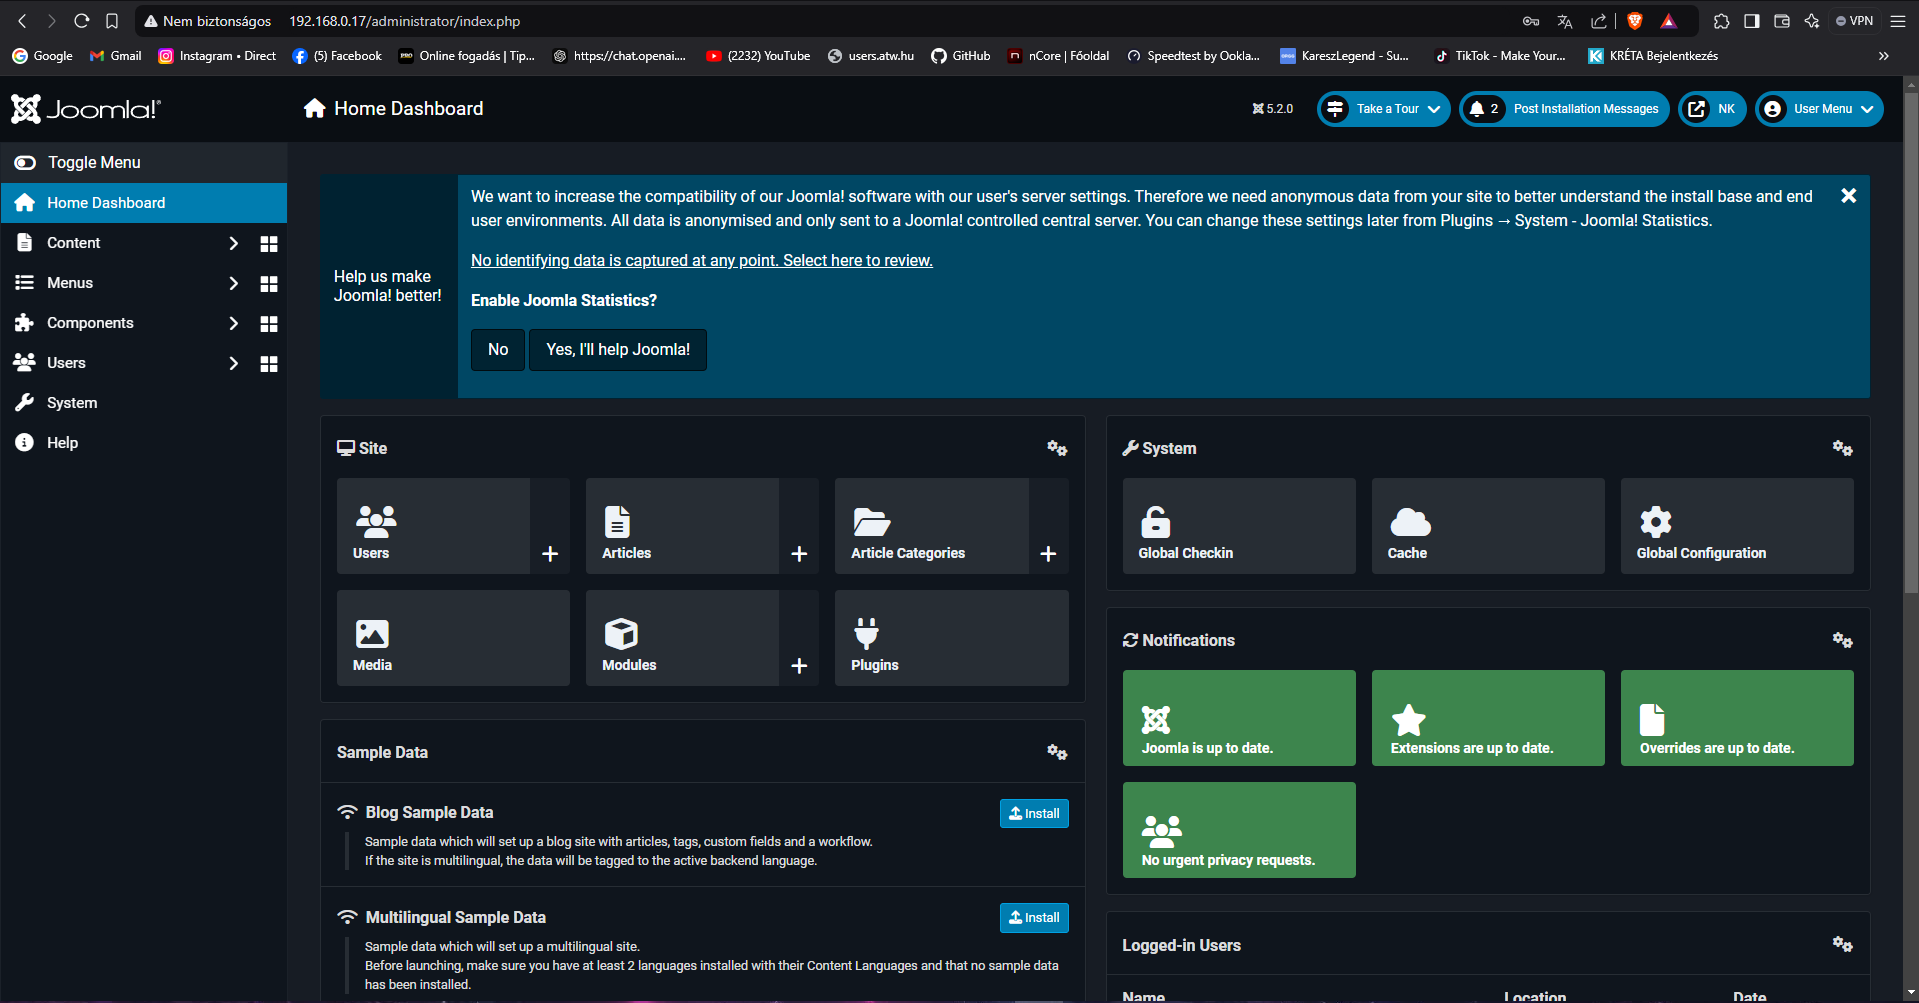 Nem biztonságos 192.168.0.17/administrator/index.php VPN
Google Gmail Instagram • Direct (5) Facebook Online fogadás | Tip... https://chat.openai.... (2232) YouTube users.atw.hu GitHub nCore | Főoldal Speedtest by Ookla... KareszLegend - Su... TikTok - Make Your... KRÉTA Bejelentkezés »
Joomla!® Home Dashboard 5.2.0 Take a Tour 2 Post Installation Messages NK User Menu
Toggle Menu
Home Dashboard
Content
Menus
Components
Users
System
Help
Help us make
Joomla! better!
We want to increase the compatibility of our Joomla! software with our user's server settings. Therefore we need anonymous data from your site to better understand the install base and end
user environments. All data is anonymised and only sent to a Joomla! controlled central server. You can change these settings later from Plugins → System - Joomla! Statistics.
No identifying data is captured at any point. Select here to review.
Enable Joomla Statistics?
No Yes, I'll help Joomla!
Site
Users Articles Article Categories
Media Modules Plugins
Sample Data
Blog Sample Data Install
Sample data which will set up a blog site with articles, tags, custom fields and a workflow.
If the site is multilingual, the data will be tagged to the active backend language.
Multilingual Sample Data Install
Sample data which will set up a multilingual site.
Before launching, make sure you have at least 2 languages installed with their Content Languages and that no sample data
has been installed.
System
Global Checkin Cache Global Configuration
Notifications
Joomla is up to date. Extensions are up to date. Overrides are up to date.
No urgent privacy requests.
Logged-in Users
Name Location Date